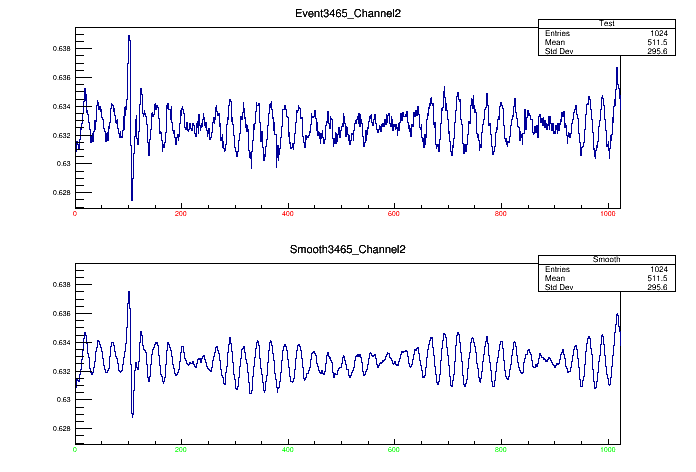 Event3465_Channel2
Test
Entries 1024
Mean 511.5
Std Dev 295.6
0.638
0.636
0.634
0.632
0.63
0.628
0 200 400 600 800 1000
Smooth3465_Channel2
Smooth
Entries 1024
Mean 511.5
Std Dev 295.6
0.638
0.636
0.634
0.632
0.63
0.628
0 200 400 600 800 1000